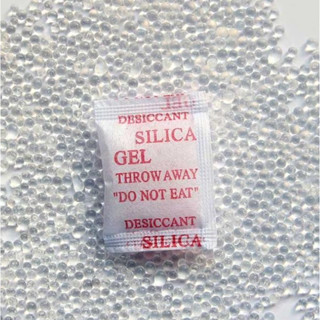 DESICCANT
SILICA
GEL
THROW AWAY
"DO NOT EAT"
DESICCANT
SILICA